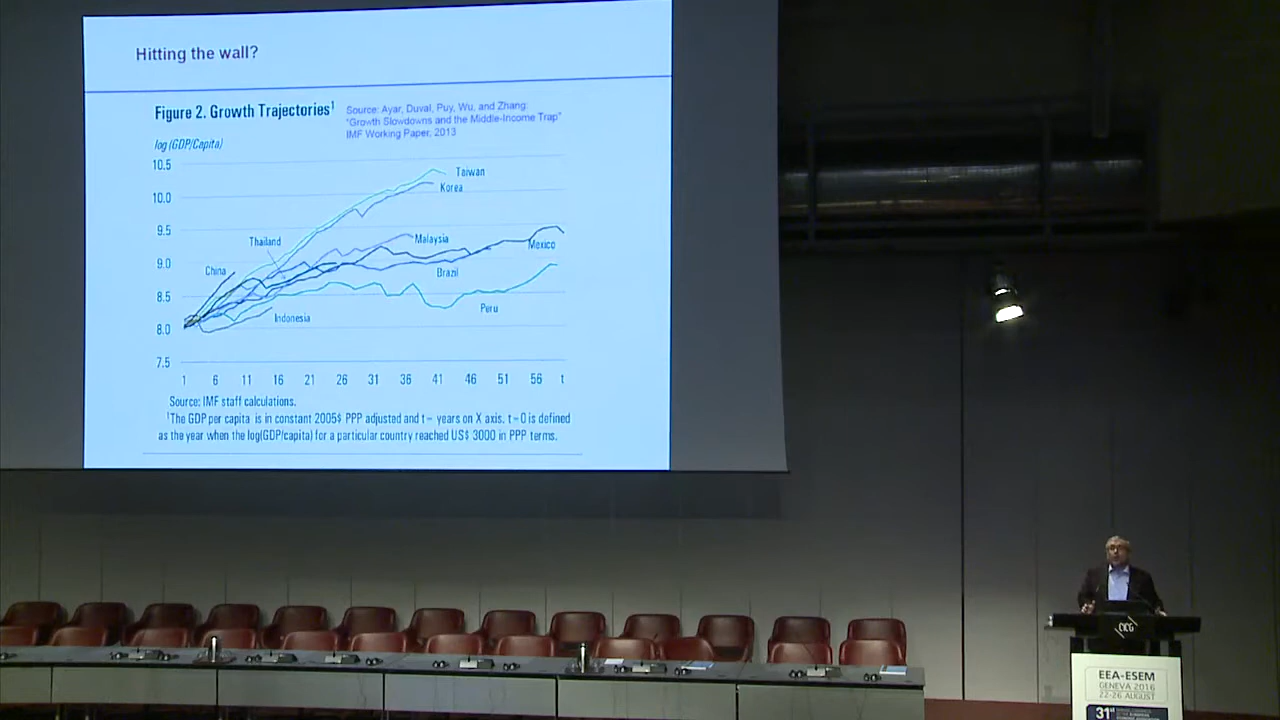 Hitting the wall?
Figure 2. Growth Trajectories¹
Source: Ayar, Duval, Puy, Wu, and Zhang:
"Growth Slowdowns and the Middle-Income Trap"
IMF Working Paper, 2013
log (GDP/Capita)
10.5
10.0
9.5
9.0
8.5
8.0
7.5
Taiwan
Korea
Thailand
Malaysia
Mexico
China
Brazil
Peru
Indonesia
1 6 11 16 21 26 31 36 41 46 51 56 t
Source: IMF staff calculations.
¹The GDP per capita is in constant 2005$ PPP adjusted and t= years on X axis. t=0 is defined
as the year when the log(GDP/capita) for a particular country reached US$ 3000 in PPP terms.
CICG
EEA-ESEM
GENEVA 2016
22-26 AUGUST
31st